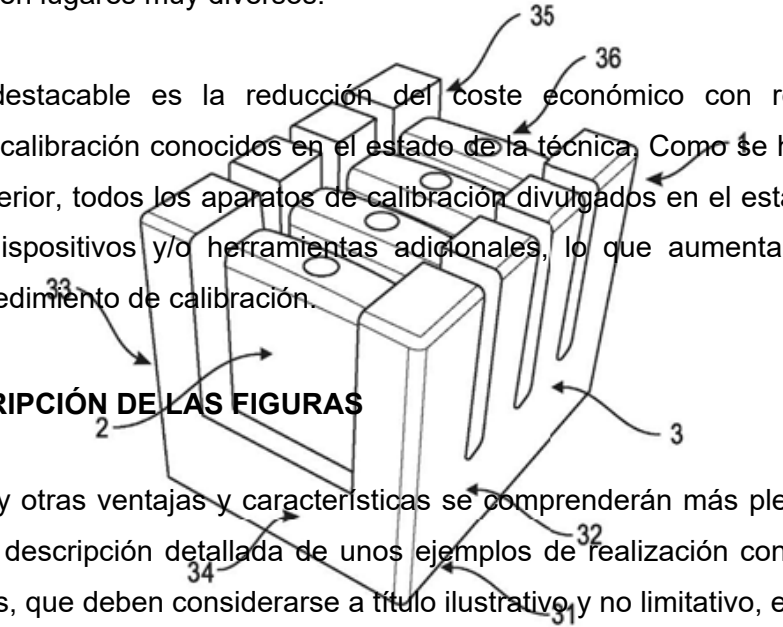 lugares muy diversos.
35
36
destacable es la reducción del coste económico con re
calibración conocidos en el estado de la técnica. Como se h
1
erior, todos los aparatos de calibración divulgados en el esta
ispositivos y/o herramientas adicionales, lo que aumenta
33
edimiento de calibración.
RIPCIÓN DE LAS FIGURAS
2
3
y otras ventajas y características se comprenderán más ple
32
descripción detallada de unos ejemplos de realización con
34
s, que deben considerarse a título ilustrativo y no limitativo, e
31